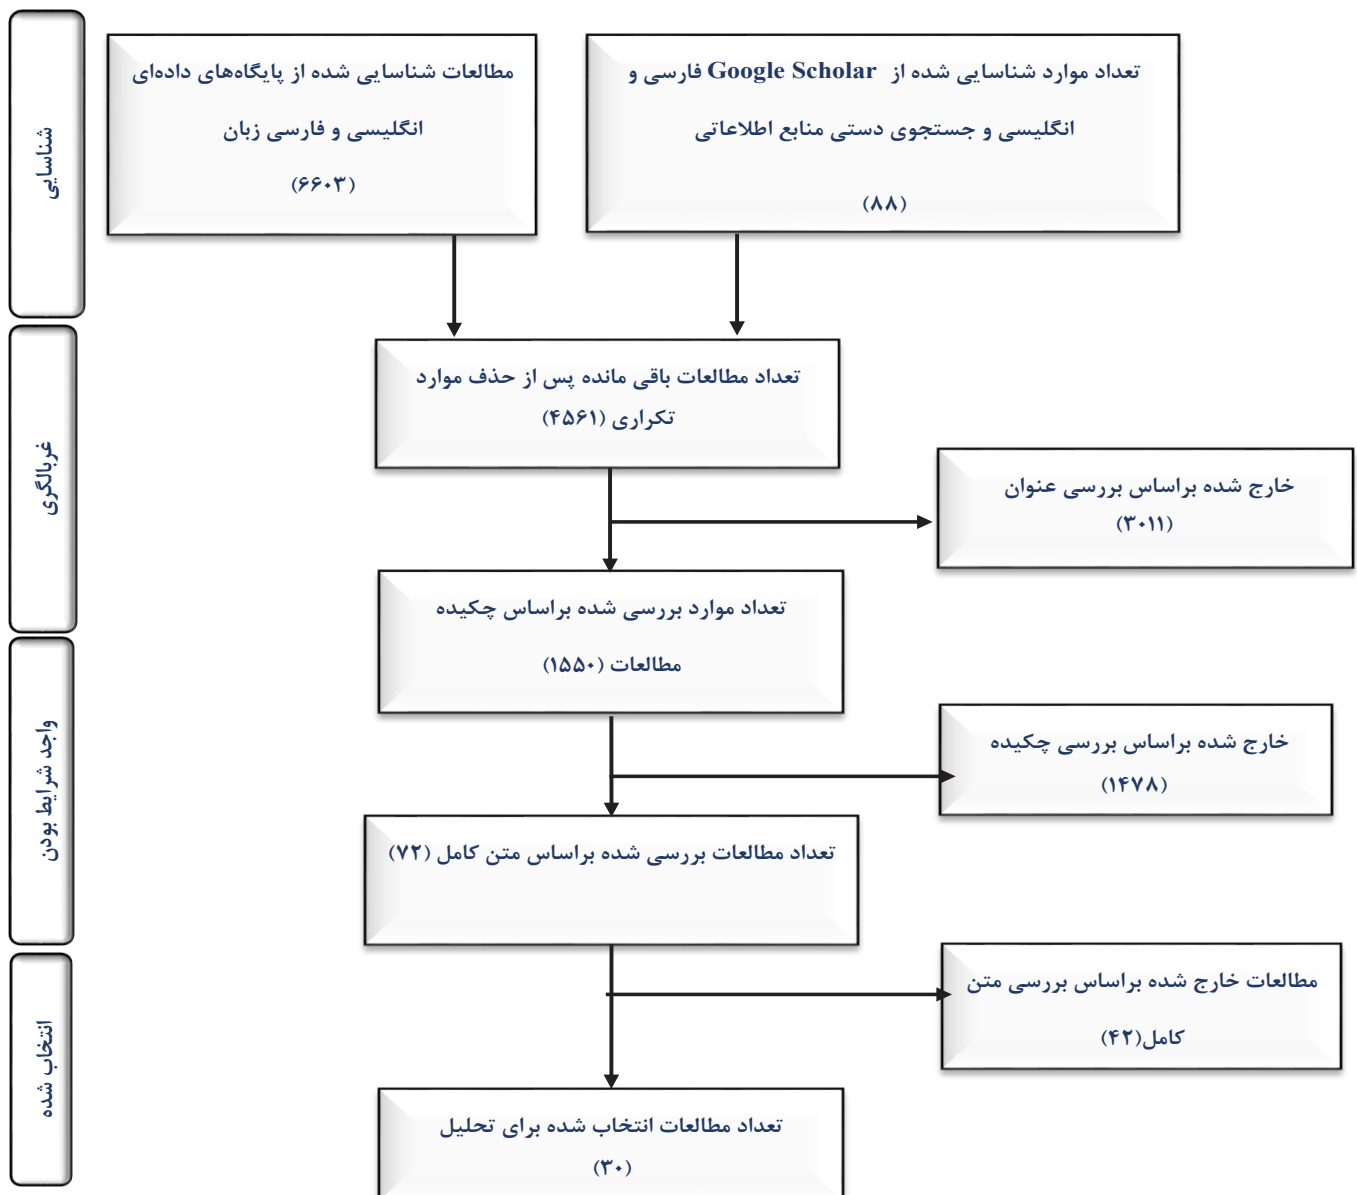 شناسایی
تعداد موارد شناسایی شده از Google Scholar فارسی و
انگلیسی و جستجوی دستی منابع اطلاعاتی
(۸۸)
مطالعات شناسایی شده از پایگاه‌های داده‌ای
انگلیسی و فارسی زبان
(۶۶۰۳)
غربالگری
تعداد مطالعات باقی مانده پس از حذف موارد
تکراری (۴۵۶۱)
خارج شده براساس بررسی عنوان
(۳۰۱۱)
تعداد موارد بررسی شده براساس چکیده
مطالعات (۱۵۵۰)
واجد شرایط بودن
خارج شده براساس بررسی چکیده
(۱۴۷۸)
تعداد مطالعات بررسی شده براساس متن کامل (۷۲)
انتخاب شده
مطالعات خارج شده براساس بررسی متن
کامل(۴۲)
تعداد مطالعات انتخاب شده برای تحلیل
(۳۰)